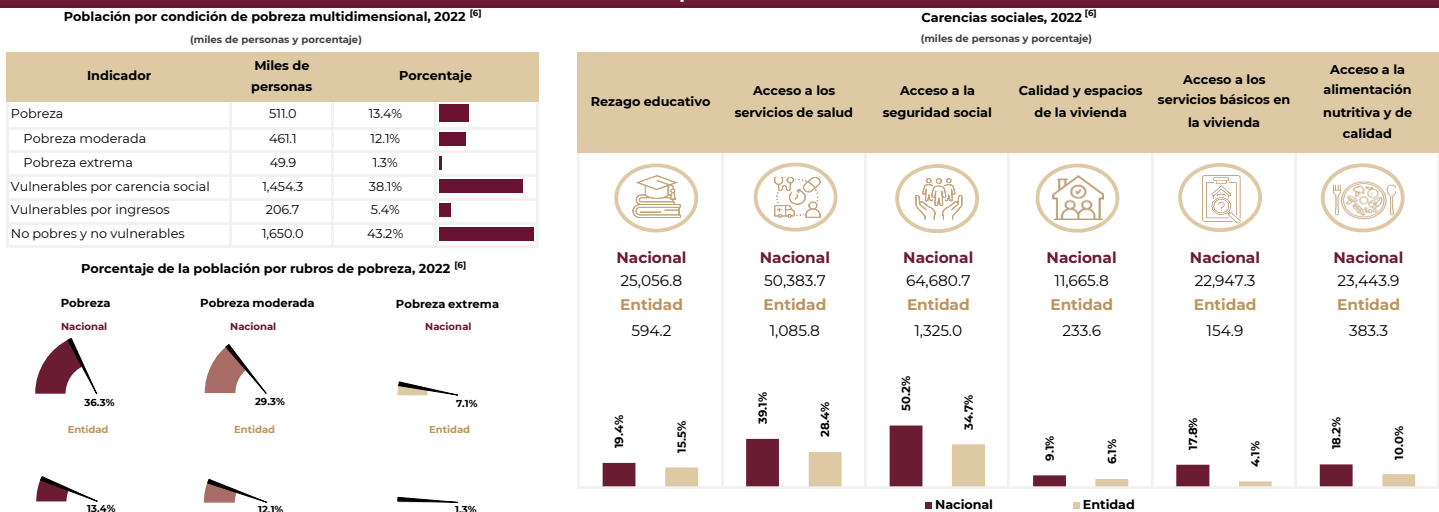 Población por condición de pobreza multidimensional, 2022 [6]
(miles de personas y porcentaje)
Indicador Miles de personas Porcentaje
Pobreza 511.0 13.4%
Pobreza moderada 461.1 12.1%
Pobreza extrema 49.9 1.3%
Vulnerables por carencia social 1,454.3 38.1%
Vulnerables por ingresos 206.7 5.4%
No pobres y no vulnerables 1,650.0 43.2%
Porcentaje de la población por rubros de pobreza, 2022 [6]
Pobreza Pobreza moderada Pobreza extrema
Nacional Nacional Nacional
36.3% 29.3% 7.1%
Entidad Entidad Entidad
13.4% 12.1% 1.3%
Carencias sociales, 2022 [6]
(miles de personas y porcentaje)
Rezago educativo
Acceso a los
servicios de salud
Acceso a la
seguridad social
Calidad y espacios
de la vivienda
Acceso a los
servicios básicos en
la vivienda
Acceso a la
alimentación
nutritiva y de
calidad
Nacional Nacional Nacional Nacional Nacional Nacional
25,056.8 50,383.7 64,680.7 11,665.8 22,947.3 23,443.9
Entidad Entidad Entidad Entidad Entidad Entidad
594.2 1,085.8 1,325.0 233.6 154.9 383.3
19.4% 15.5% 39.1% 28.4% 50.2% 34.7% 9.1% 6.1% 17.8% 4.1% 18.2% 10.0%
Nacional Entidad